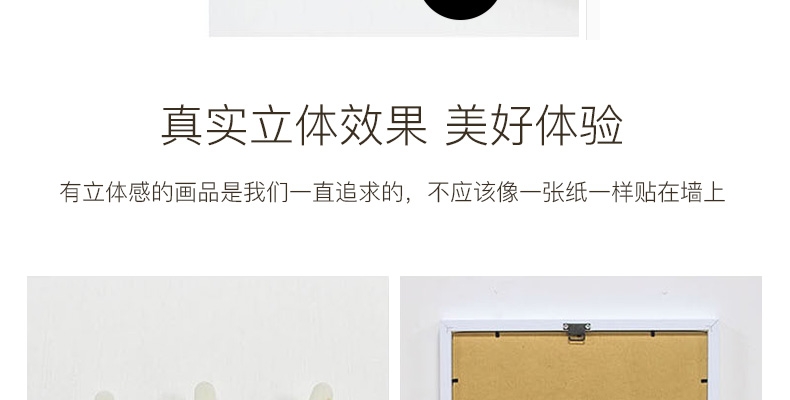 真实立体效果 美好体验
有立体感的画品是我们一直追求的，不应该像一张纸一样贴在墙上